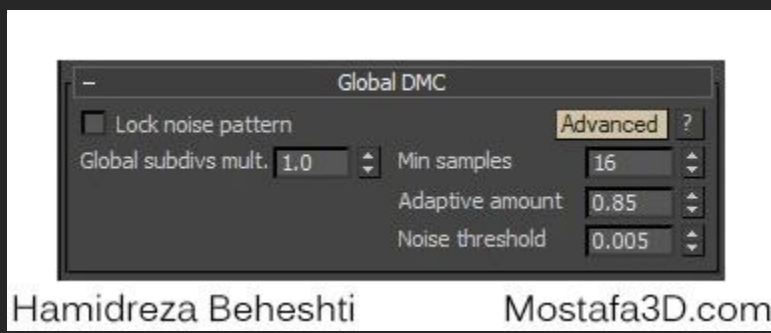 Global DMC
Lock noise pattern Advanced ?
Global subdivs mult. 1.0 Min samples 16
Adaptive amount 0.85
Noise threshold 0.005
Hamidreza Beheshti Mostafa3D.com